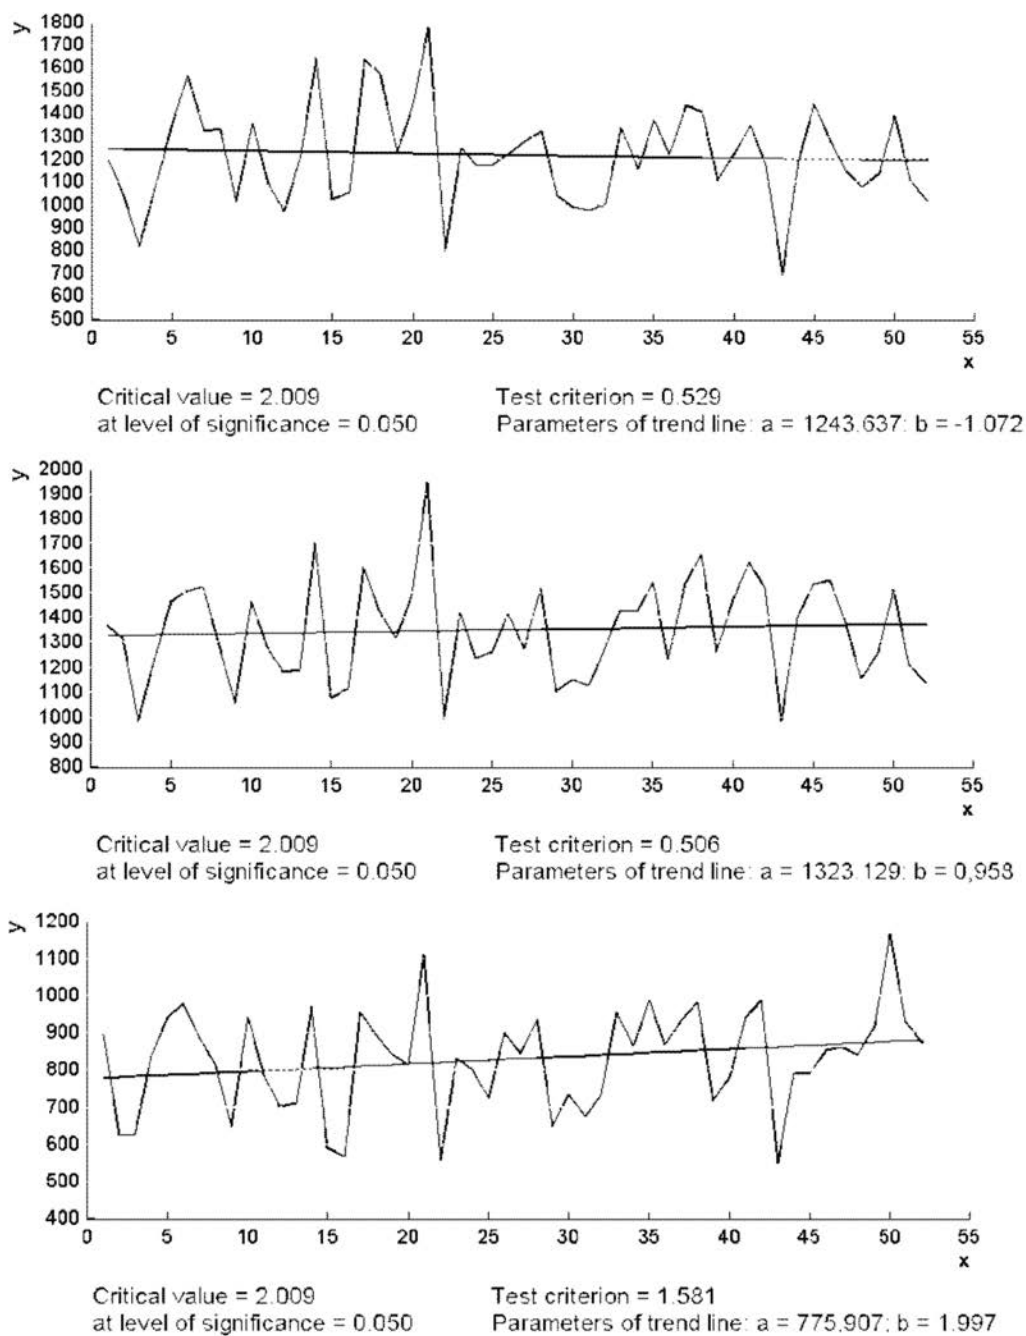 y
1800
1700
1600
1500
1400
1300
1200
1100
1000
900
800
700
600
500
0 5 10 15 20 25 30 35 40 45 50 55
x
Critical value = 2.009 Test criterion = 0.529
at level of significance = 0.050 Parameters of trend line: a = 1243.637: b = -1.072
y
2000
1900
1800
1700
1600
1500
1400
1300
1200
1100
1000
900
800
0 5 10 15 20 25 30 35 40 45 50 55
x
Critical value = 2.009 Test criterion = 0.506
at level of significance = 0.050 Parameters of trend line: a = 1323.129: b = 0,958
y
1200
1100
1000
900
800
700
600
500
400
0 5 10 15 20 25 30 35 40 45 50 55
x
Critical value = 2.009 Test criterion = 1.581
at level of significance = 0.050 Parameters of trend line: a = 775,907; b = 1.997